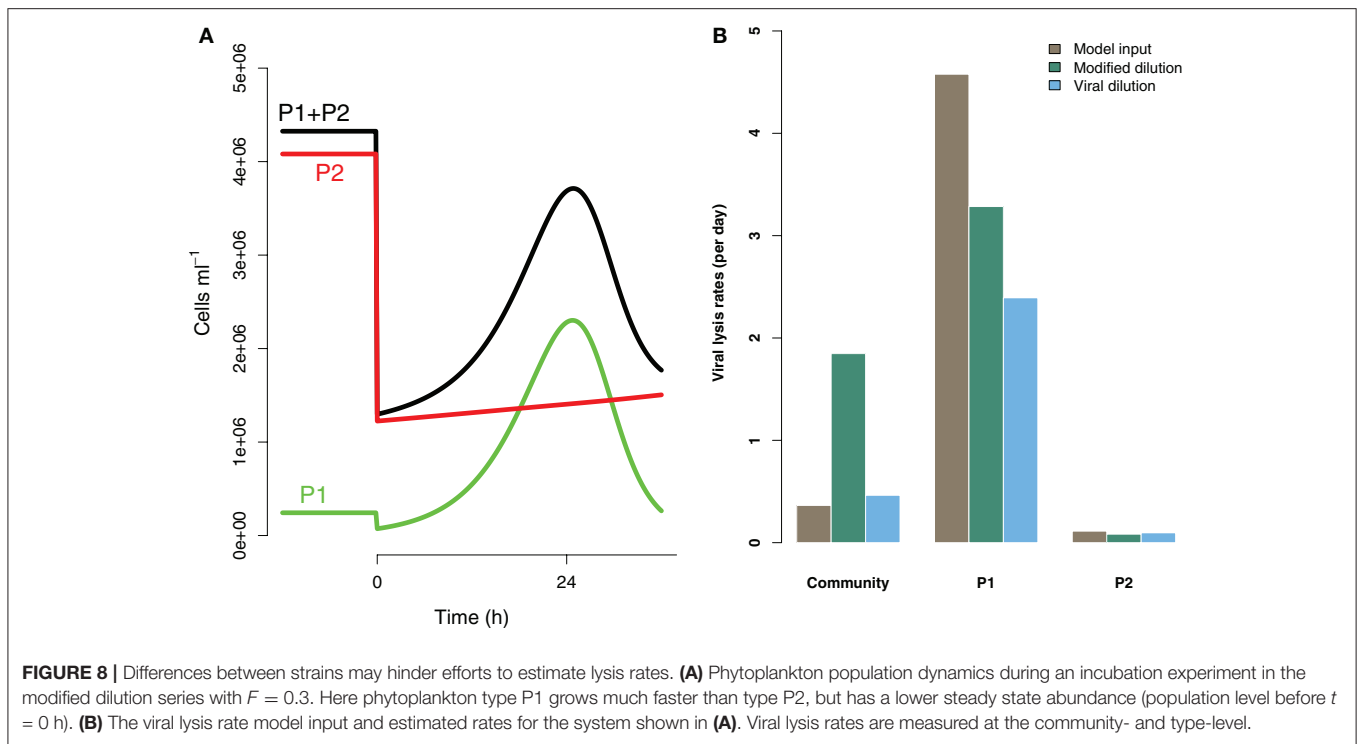 A
5e+06
4e+06
3e+06
2e+06
1e+06
0e+00
Cells ml−1
P1+P2
P2
P1
0
24
Time (h)
B
5
4
3
2
1
0
Viral lysis rates (per day)
Model input
Modified dilution
Viral dilution
Community
P1
P2
FIGURE 8 | Differences between strains may hinder efforts to estimate lysis rates. (A) Phytoplankton population dynamics during an incubation experiment in the
modified dilution series with F = 0.3. Here phytoplankton type P1 grows much faster than type P2, but has a lower steady state abundance (population level before t
= 0 h). (B) The viral lysis rate model input and estimated rates for the system shown in (A). Viral lysis rates are measured at the community- and type-level.